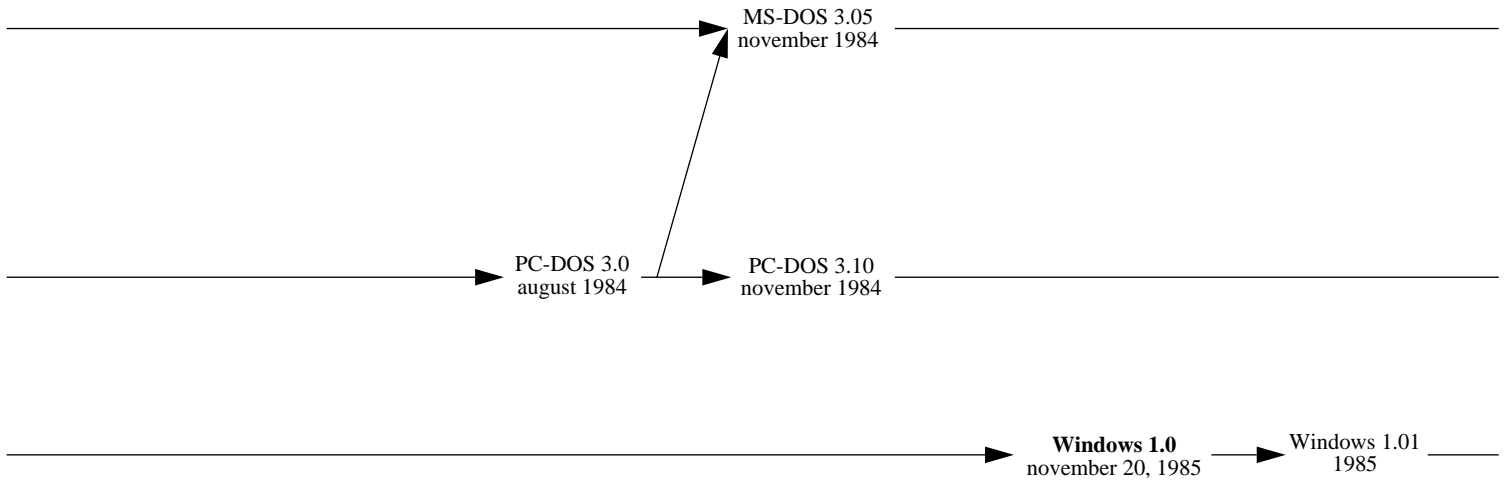 MS-DOS 3.05
november 1984
PC-DOS 3.0
august 1984
PC-DOS 3.10
november 1984
Windows 1.0
november 20, 1985
Windows 1.01
1985